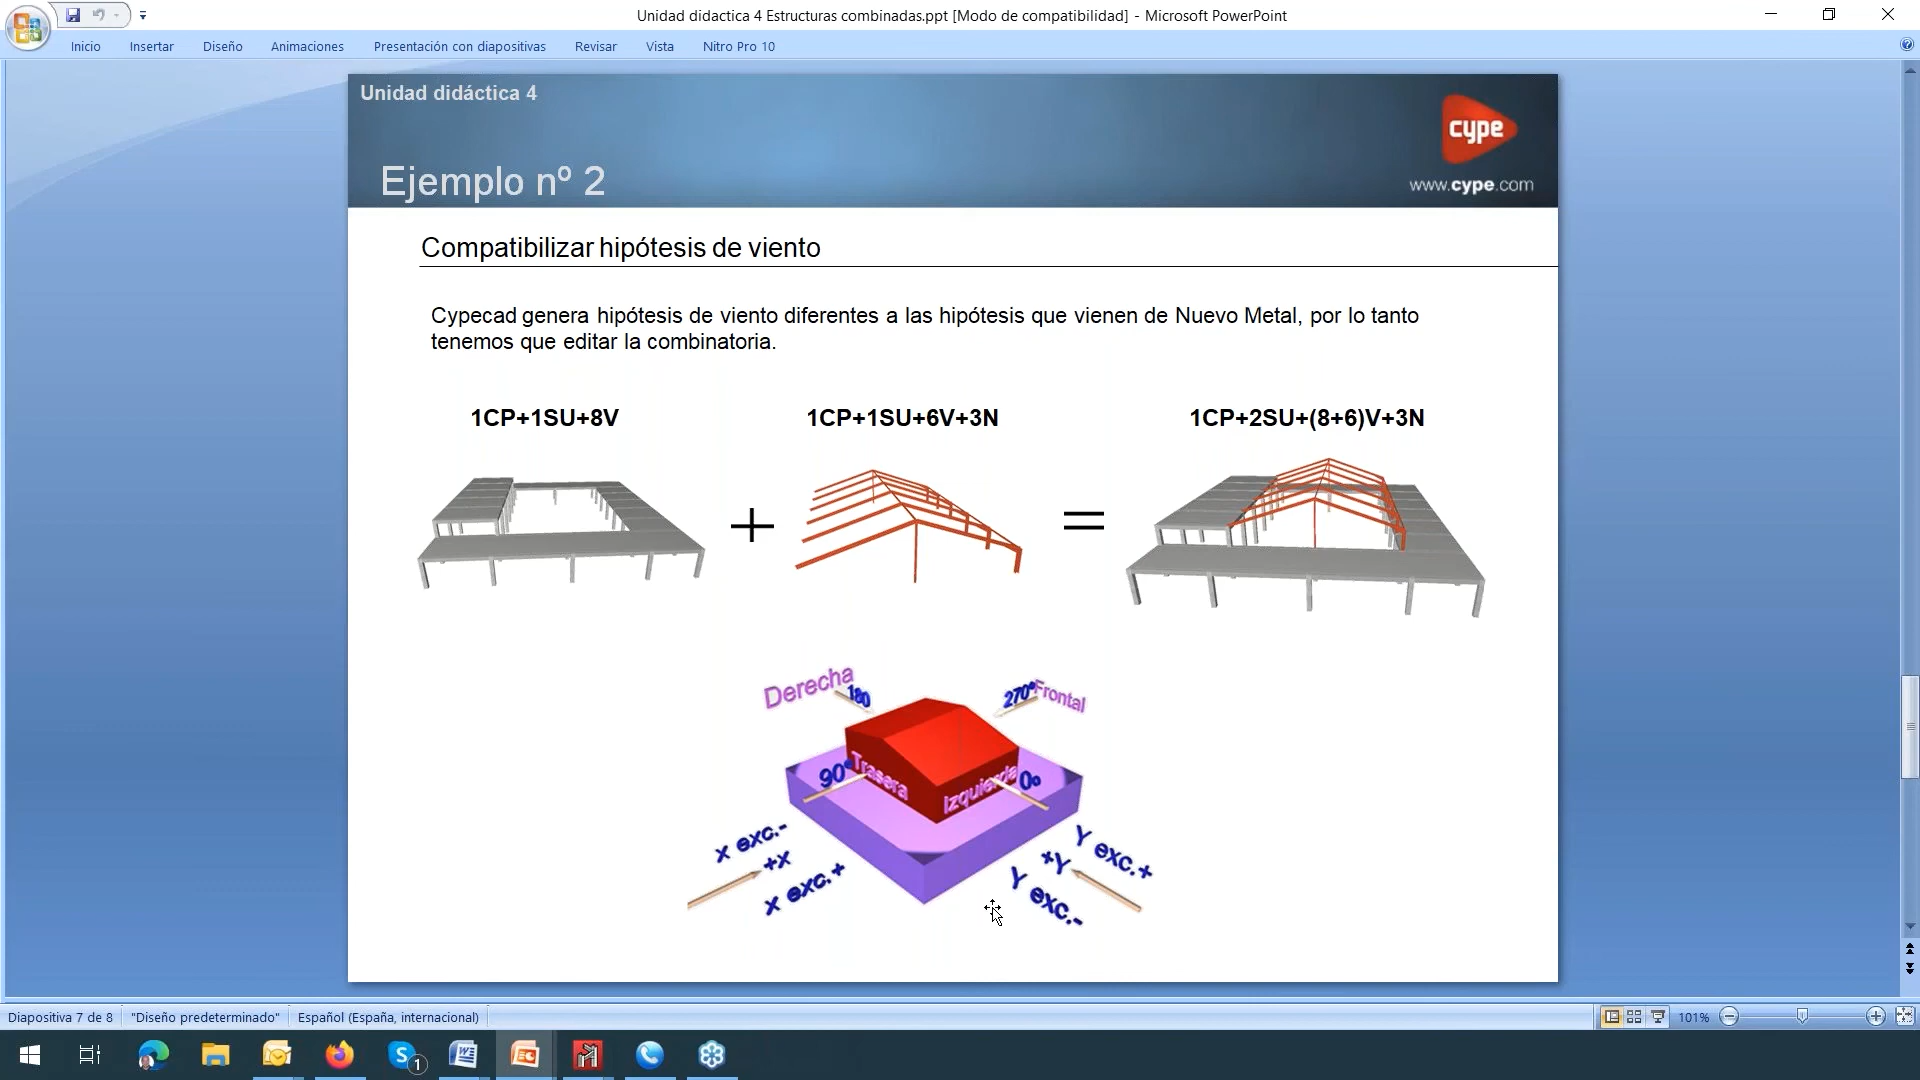 Unidad didactica 4 Estructuras combinadas.ppt [Modo de compatibilidad] - Microsoft PowerPoint
Inicio Insertar Diseño Animaciones Presentación con diapositivas Revisar Vista Nitro Pro 10
Unidad didáctica 4
cype
Ejemplo nº 2
www.cype.com
Compatibilizar hipótesis de viento
Cypecad genera hipótesis de viento diferentes a las hipótesis que vienen de Nuevo Metal, por lo tanto
tenemos que editar la combinatoria.
1CP+1SU+8V 1CP+1SU+6V+3N 1CP+2SU+(8+6)V+3N
+ =
Derecha 180 270º Frontal
90º Trasera Izquierda 0º
x exc.- Y exc.+
+x +Y
x exc.+ Y exc.-
Diapositiva 7 de 8 "Diseño predeterminado" Español (España, internacional) 101%
1